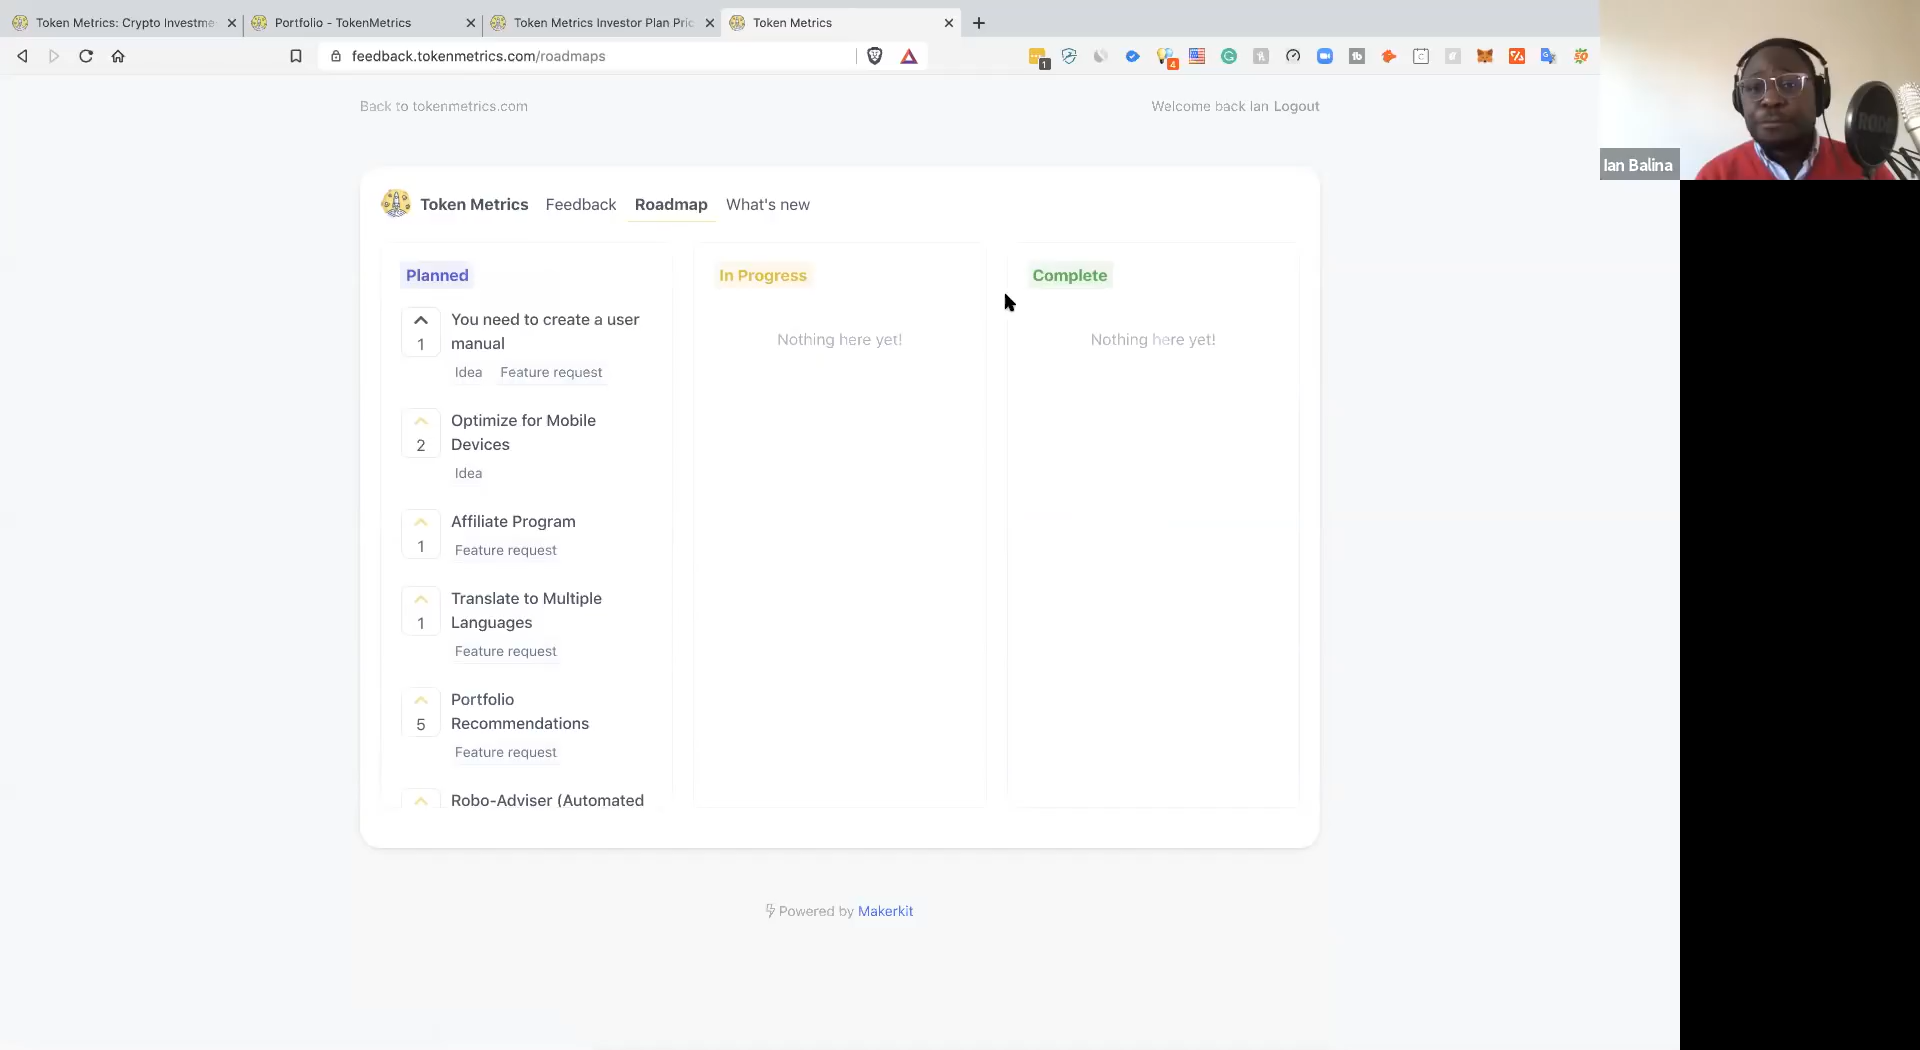 Token Metrics: Crypto Investme
Portfolio - TokenMetrics
Token Metrics Investor Plan Pric
Token Metrics
feedback.tokenmetrics.com/roadmaps
1
4
Back to tokenmetrics.com
Welcome back Ian Logout
RODE
Ian Balina
Token Metrics
Feedback
Roadmap
What's new
Planned
In Progress
Complete
You need to create a user
manual
1
Idea
Feature request
Nothing here yet!
Nothing here yet!
Optimize for Mobile
Devices
2
Idea
Affiliate Program
1
Feature request
Translate to Multiple
Languages
1
Feature request
Portfolio
Recommendations
5
Feature request
Robo-Adviser (Automated
Powered by Makerkit